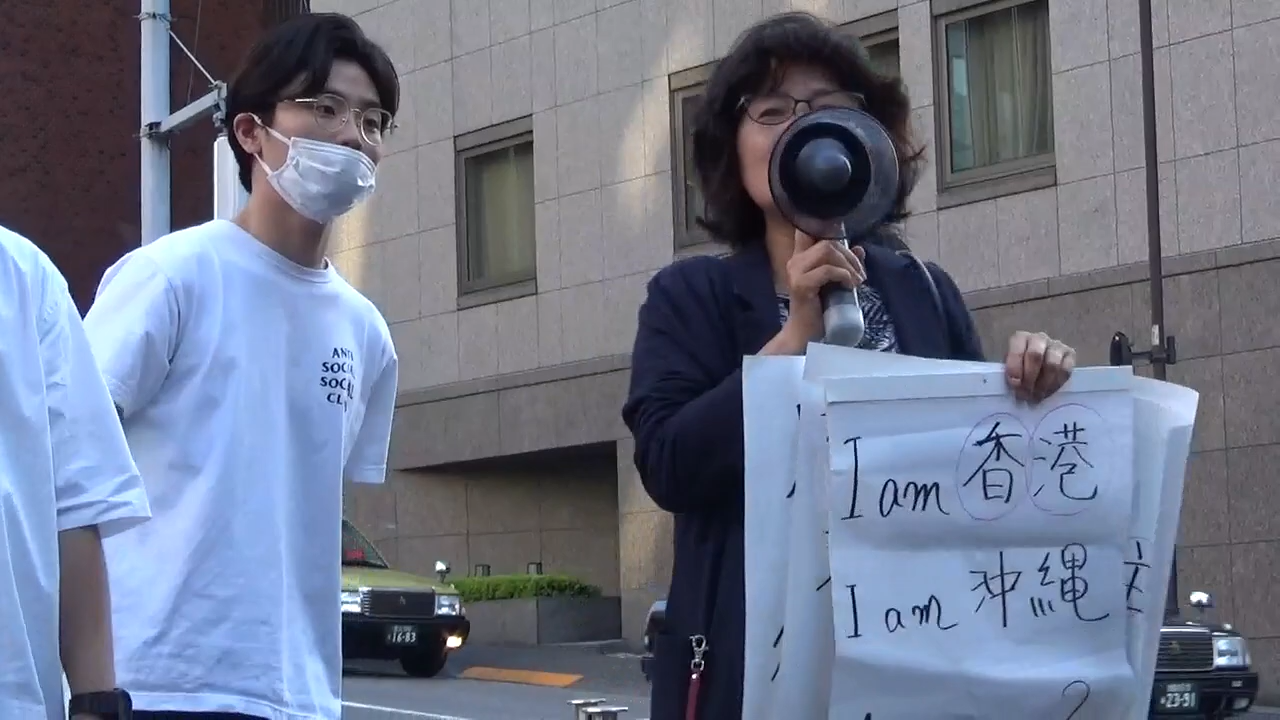 ANTI
SOCIAL
SOCIAL
CLUB
I am 香港
I am 沖縄
?
16-83
23-51